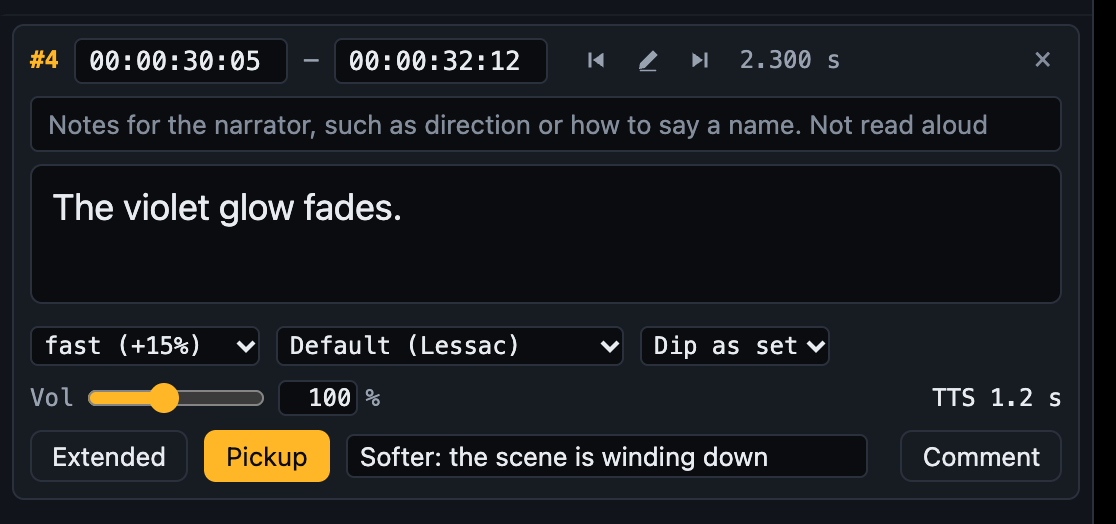 #4 00:00:30:05 – 00:00:32:12 2.300 s ×
Notes for the narrator, such as direction or how to say a name. Not read aloud
The violet glow fades.
fast (+15%) Default (Lessac) Dip as set
Vol 100 % TTS 1.2 s
Extended Pickup Softer: the scene is winding down Comment